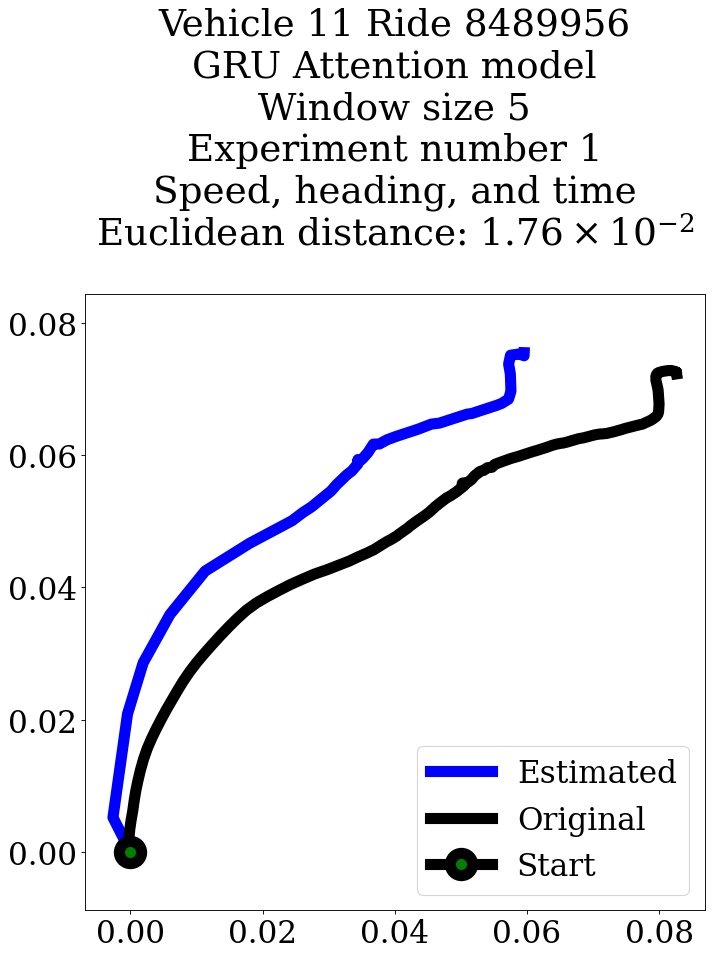 Vehicle 11 Ride 8489956
GRU Attention model
Window size 5
Experiment number 1
Speed, heading, and time
Euclidean distance: 1.76 × 10⁻²
0.08
0.06
0.04
0.02
0.00
Estimated
Original
Start
0.00 0.02 0.04 0.06 0.08